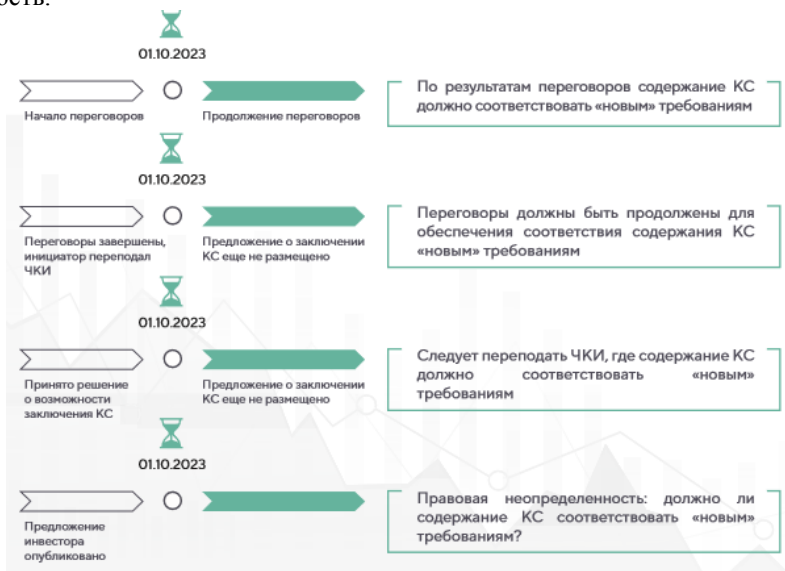 ость.
01.10.2023
Начало переговоров
Продолжение переговоров
По результатам переговоров содержание КС
должно соответствовать «новым» требованиям
01.10.2023
Переговоры завершены,
инициатор переподал
ЧКИ
Предложение о заключении
КС еще не размещено
Переговоры должны быть продолжены для
обеспечения соответствия содержания КС
«новым» требованиям
01.10.2023
Принято решение
о возможности
заключения КС
Предложение о заключении
КС еще не размещено
Следует переподать ЧКИ, где содержание КС
должно соответствовать «новым»
требованиям
01.10.2023
Предложение
инвестора
опубликовано
Правовая неопределенность: должно ли
содержание КС соответствовать «новым»
требованиям?